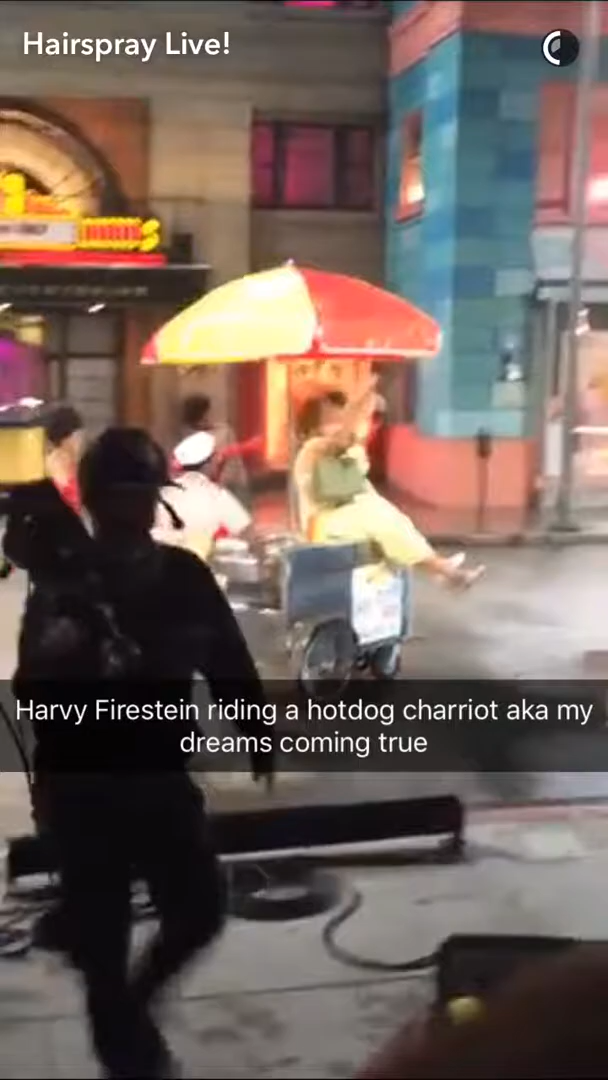 Hairspray Live!
Harvy Firestein riding a hotdog charriot aka my
dreams coming true